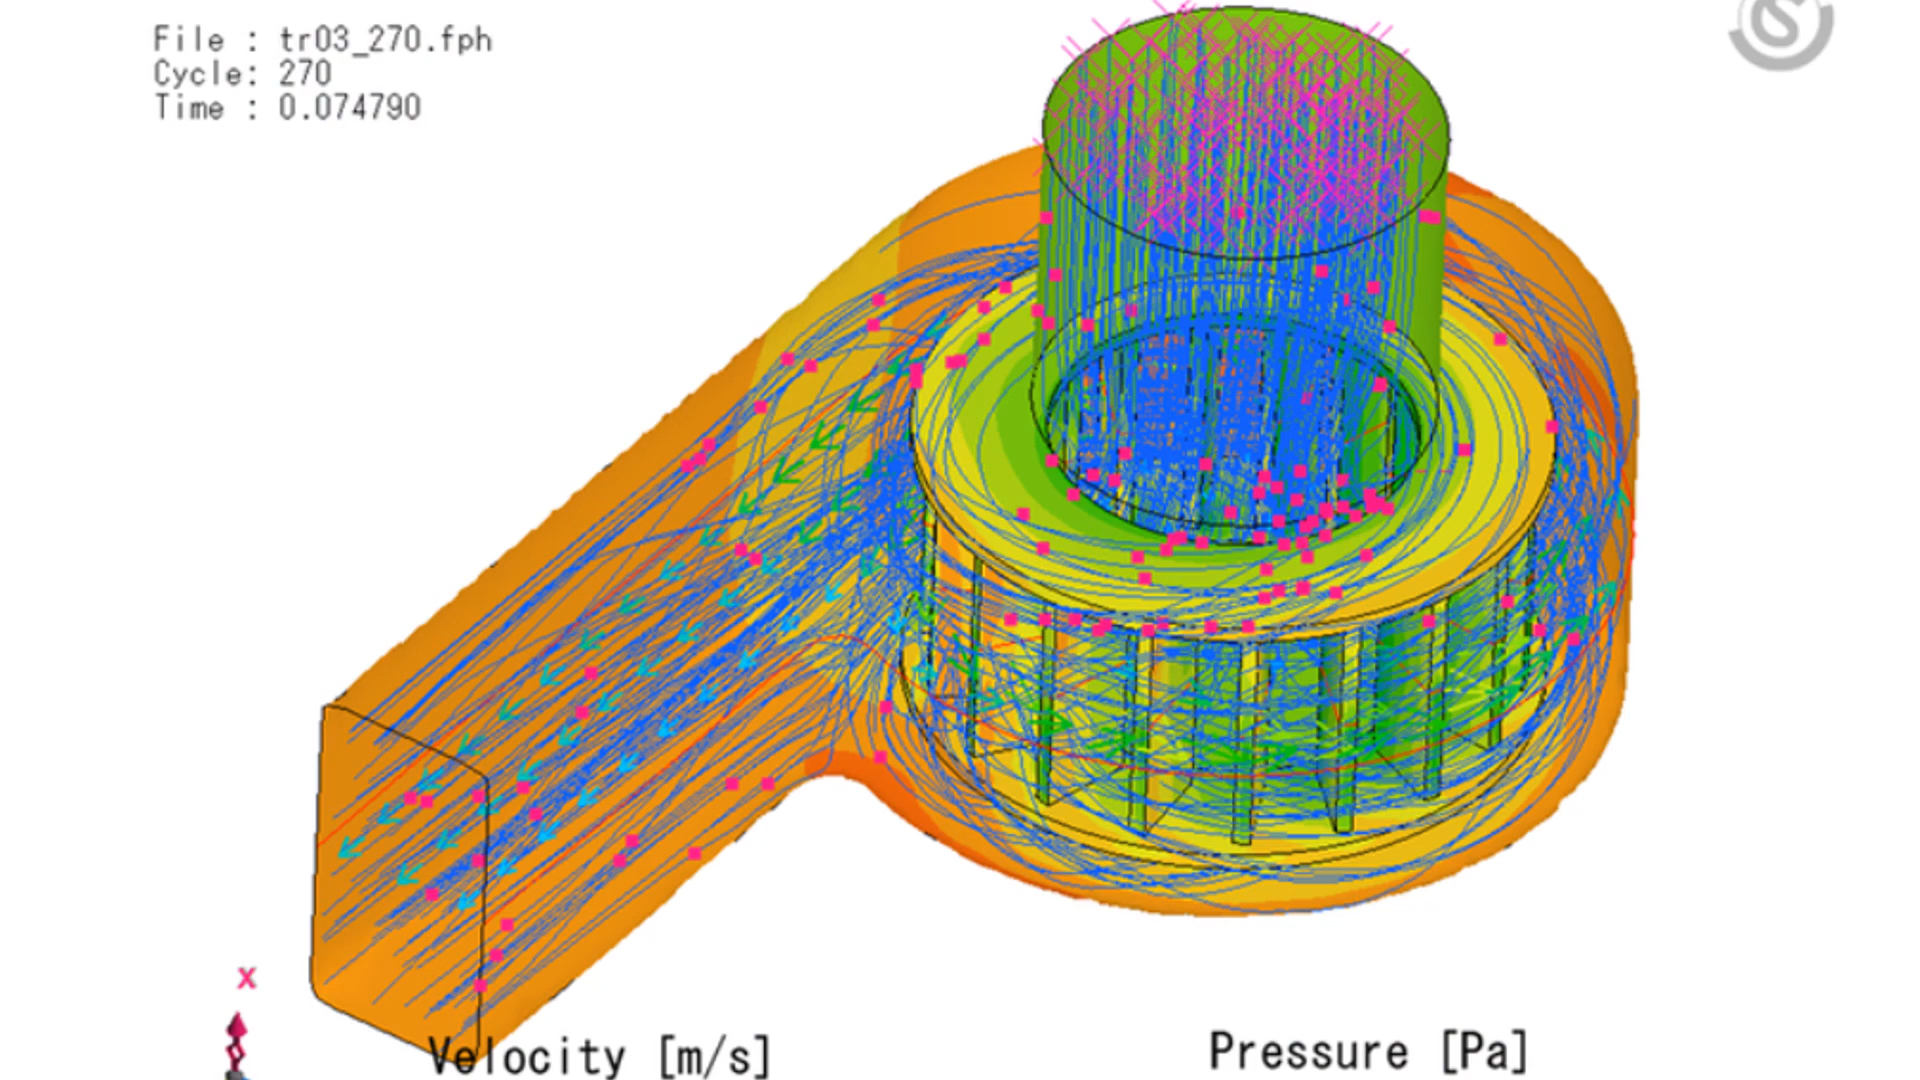 File : tr03_270.fph
Cycle: 270
Time : 0.074790
S
x
Velocity [m/s]
Pressure [Pa]